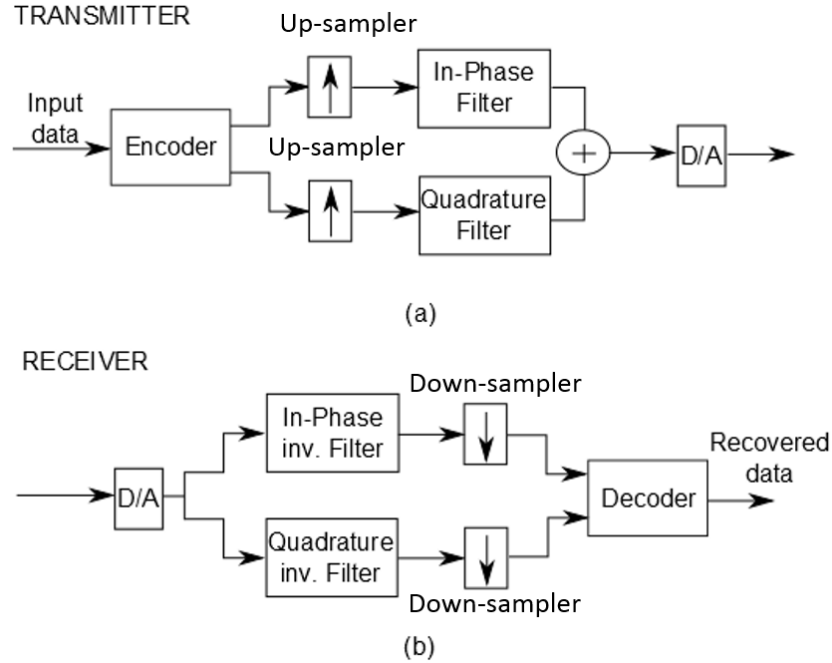 TRANSMITTER
Up-sampler
In-Phase
Filter
Input
data
Encoder
Up-sampler
+
D/A
Quadrature
Filter
(a)
RECEIVER
Down-sampler
In-Phase
inv. Filter
Recovered
data
D/A
Decoder
Quadrature
inv. Filter
Down-sampler
(b)